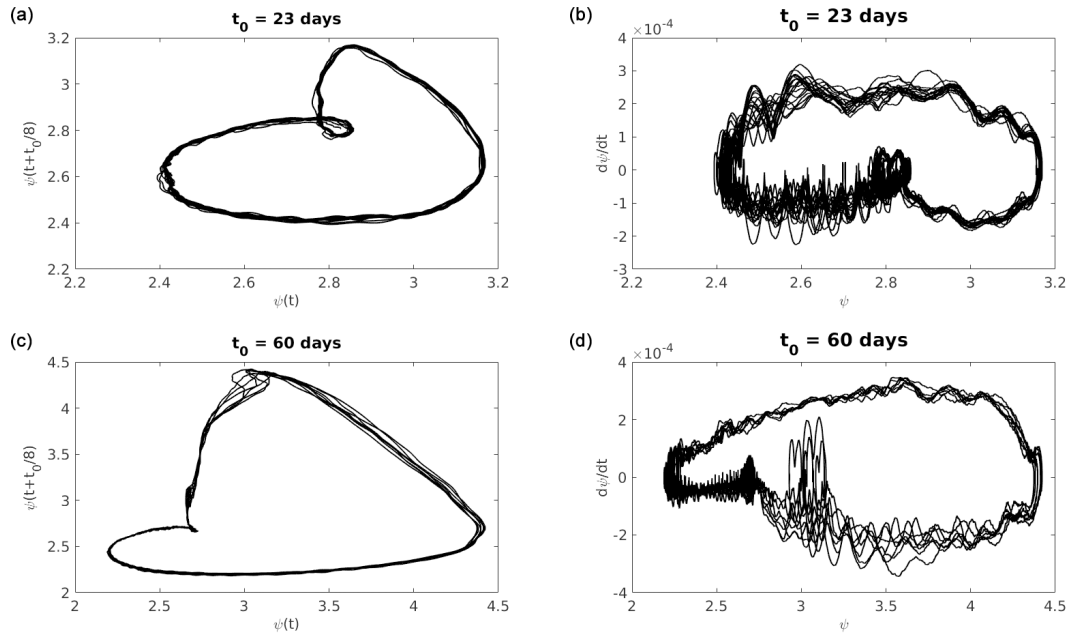 (a)
t₀ = 23 days
ψ(t+t₀/8)
3.2
3
2.8
2.6
2.4
2.2
2.2 2.4 2.6 2.8 3 3.2
ψ(t)
(b)
t₀ = 23 days
×10⁻⁴
dψ/dt
4
3
2
1
0
-1
-2
-3
2.2 2.4 2.6 2.8 3 3.2
ψ
(c)
t₀ = 60 days
ψ(t+t₀/8)
4.5
4
3.5
3
2.5
2
2 2.5 3 3.5 4 4.5
ψ(t)
(d)
t₀ = 60 days
×10⁻⁴
dψ/dt
4
2
0
-2
-4
2 2.5 3 3.5 4 4.5
ψ